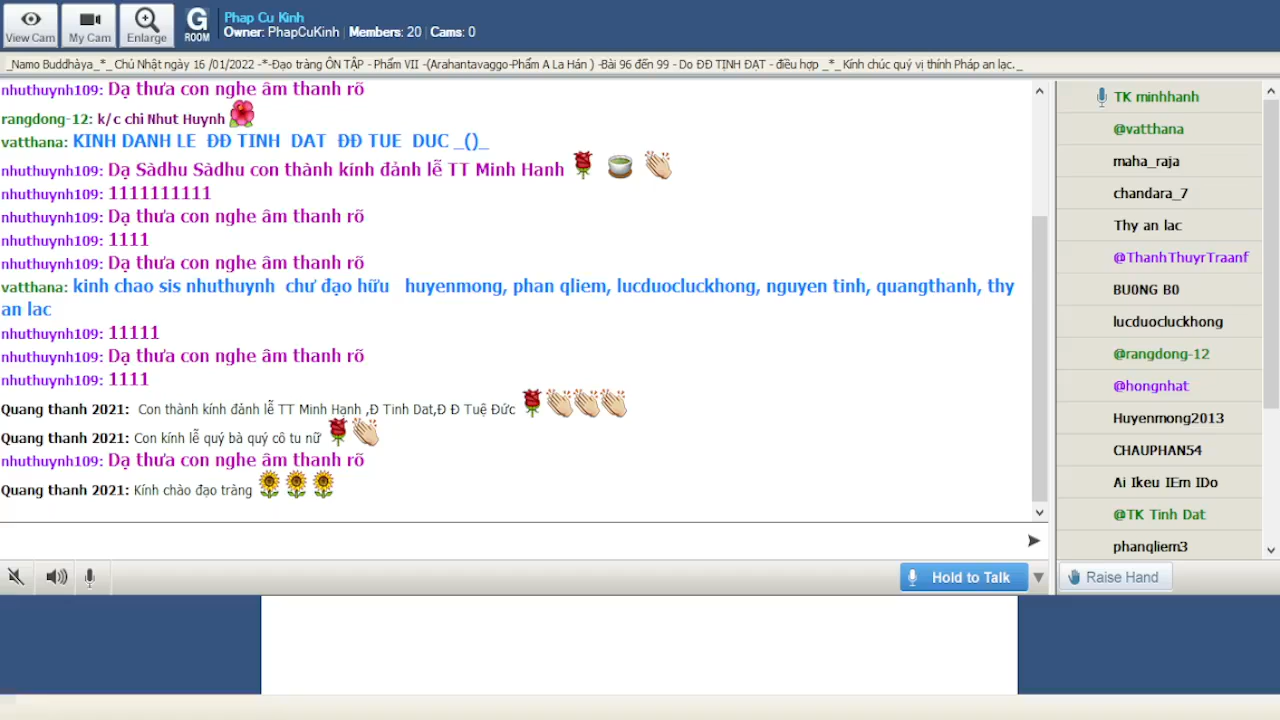 View Cam
My Cam
Enlarge
G
ROOM
Phap Cu Kinh
Owner: PhapCuKinh | Members: 20 | Cams: 0
_Namo Buddhàya_*_ Chủ Nhật ngày 16 /01/2022 -*-Đạo tràng ÔN TẬP - Phẩm VII -(Arahantavaggo-Phẩm A La Hán ) -Bài 96 đến 99 - Do ĐĐ TỊNH ĐẠT - điều hợp _*_ Kính chúc quý vị thính Pháp an lạc._
nhuthuynh109: Dạ thưa con nghe âm thanh rõ
rangdong-12: k/c chi Nhut Huynh
vatthana: KINH DANH LE ĐĐ TINH DAT ĐĐ TUE DUC _()_
nhuthuynh109: Dạ Sàdhu Sàdhu con thành kính đảnh lễ TT Minh Hanh
nhuthuynh109: 1111111111
nhuthuynh109: Dạ thưa con nghe âm thanh rõ
nhuthuynh109: 1111
nhuthuynh109: Dạ thưa con nghe âm thanh rõ
vatthana: kinh chao sis nhuthuynh chư đạo hữu huyenmong, phan qliem, lucduocluckhong, nguyen tinh, quangthanh, thy
an lac
nhuthuynh109: 11111
nhuthuynh109: Dạ thưa con nghe âm thanh rõ
nhuthuynh109: 1111
Quang thanh 2021: Con thành kính đảnh lễ TT Minh Hạnh ,Đ Tinh Dat,Đ Đ Tuệ Đức
Quang thanh 2021: Con kính lễ quý bà quý cô tu nữ
nhuthuynh109: Dạ thưa con nghe âm thanh rõ
Quang thanh 2021: Kính chào đạo tràng
TK minhhanh
@vatthana
maha_raja
chandara_7
Thy an lac
@ThanhThuyrTraanf
BU0NG B0
lucduocluckhong
@rangdong-12
@hongnhat
Huyenmong2013
CHAUPHAN54
Ai Ikeu IEm IDo
@TK Tinh Dat
phanqliem3
Hold to Talk
Raise Hand